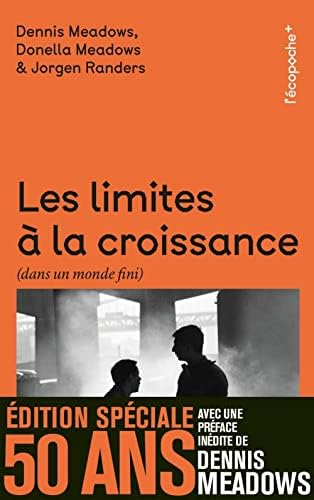 Dennis Meadows,
Donella Meadows
& Jorgen Randers
l'écopoche+
Les limites
à la croissance
(dans un monde fini)
ÉDITION SPÉCIALE
50 ANS
AVEC UNE
PRÉFACE
INÉDITE DE
DENNIS
MEADOWS